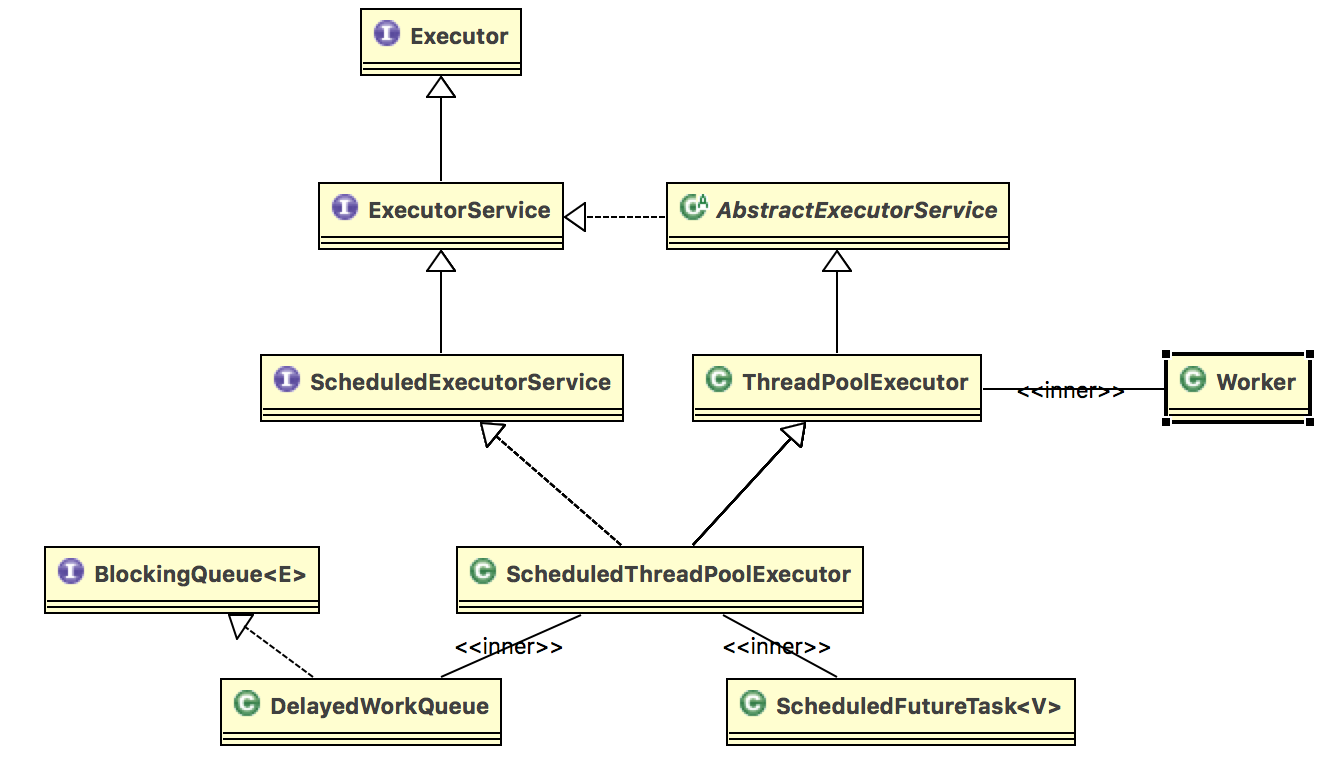 Executor
ExecutorService
AbstractExecutorService
ScheduledExecutorService
ThreadPoolExecutor
<<inner>>
Worker
BlockingQueue<E>
ScheduledThreadPoolExecutor
<<inner>>
<<inner>>
DelayedWorkQueue
ScheduledFutureTask<V>